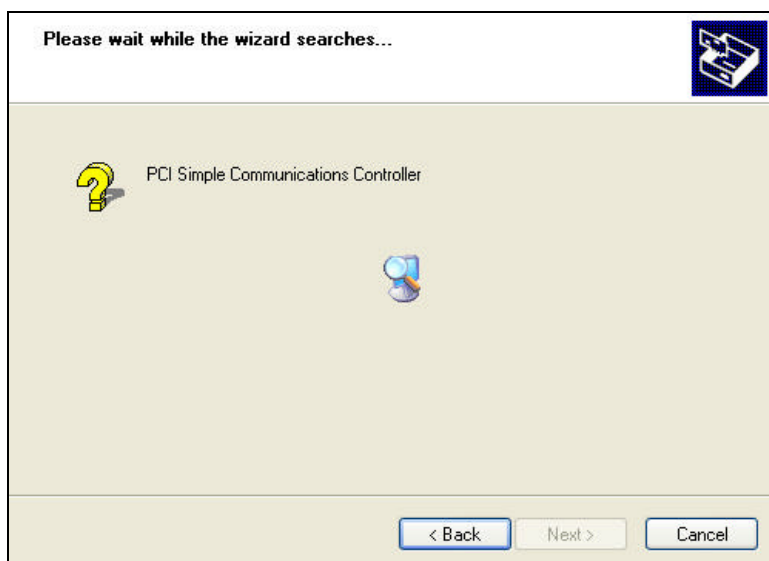 Please wait while the wizard searches...
PCI Simple Communications Controller
< Back Next > Cancel